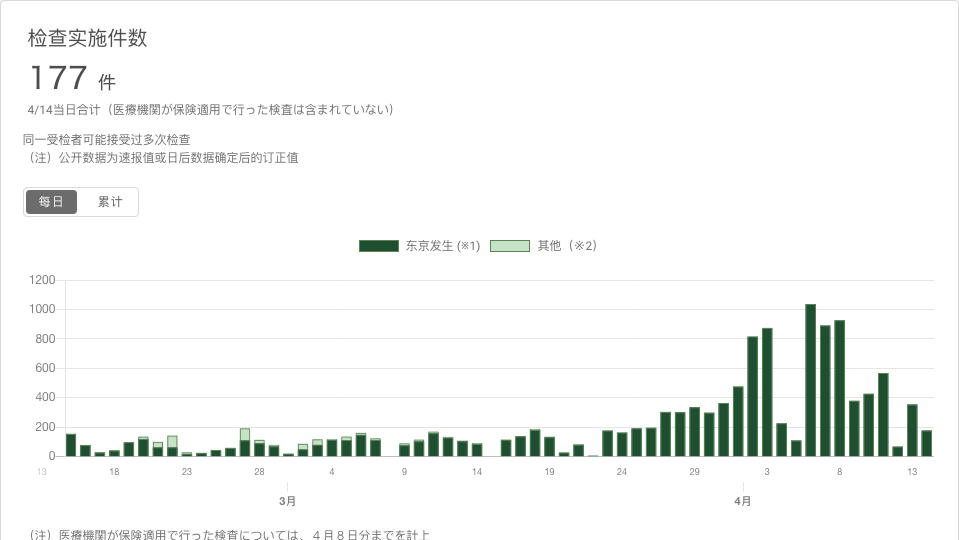 检查实施件数
177 件
4/14当日合计（医療機関が保険適用で行った検査は含まれていない）
同一受检者可能接受过多次检查
（注）公开数据为速报值或日后数据确定后的订正值
每日 累计
东京发生 (※1) 其他（※2）
1200
1000
800
600
400
200
0
13 18 23 28 4 9 14 19 24 29 3 8 13
3月 4月
（注）医療機関が保険適用で行った検査については、４月８日分までを計上